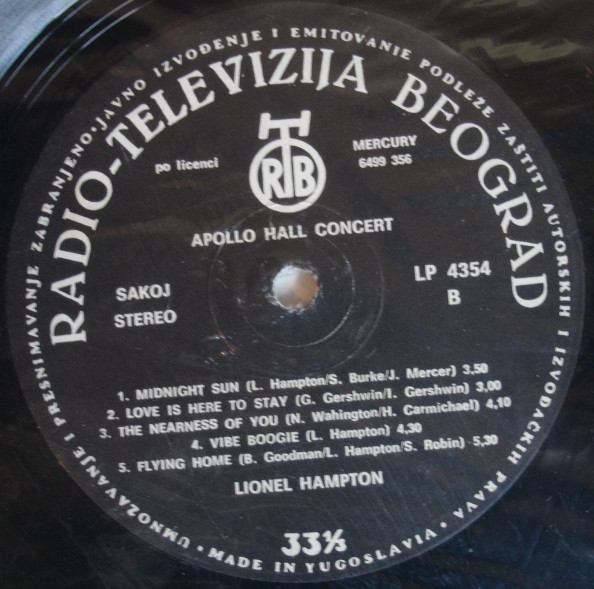 UMNOŽAVANJE I PRESNIMAVANJE ZABRANJENO • JAVNO IZVOĐENJE I EMITOVANJE PODLEŽE ZAŠTITI AUTORSKIH I IZVOĐAČKIH PRAVA •
RADIO-TELEVIZIJA BEOGRAD
po licenci
RTB
MERCURY
6499 356
APOLLO HALL CONCERT
SAKOJ
STEREO
LP 4354
B
1. MIDNIGHT SUN (L. Hampton/S. Burke/J. Mercer) 3,50
2. LOVE IS HERE TO STAY (G. Gershwin/I. Gershwin) 3,00
3. THE NEARNESS OF YOU (N. Wahington/H. Carmichael) 4,10
4. VIBE BOOGIE (L. Hampton) 4,30
5. FLYING HOME (B. Goodman/L. Hampton/S. Robin) 5,30
LIONEL HAMPTON
33⅓
• MADE IN YUGOSLAVIA •